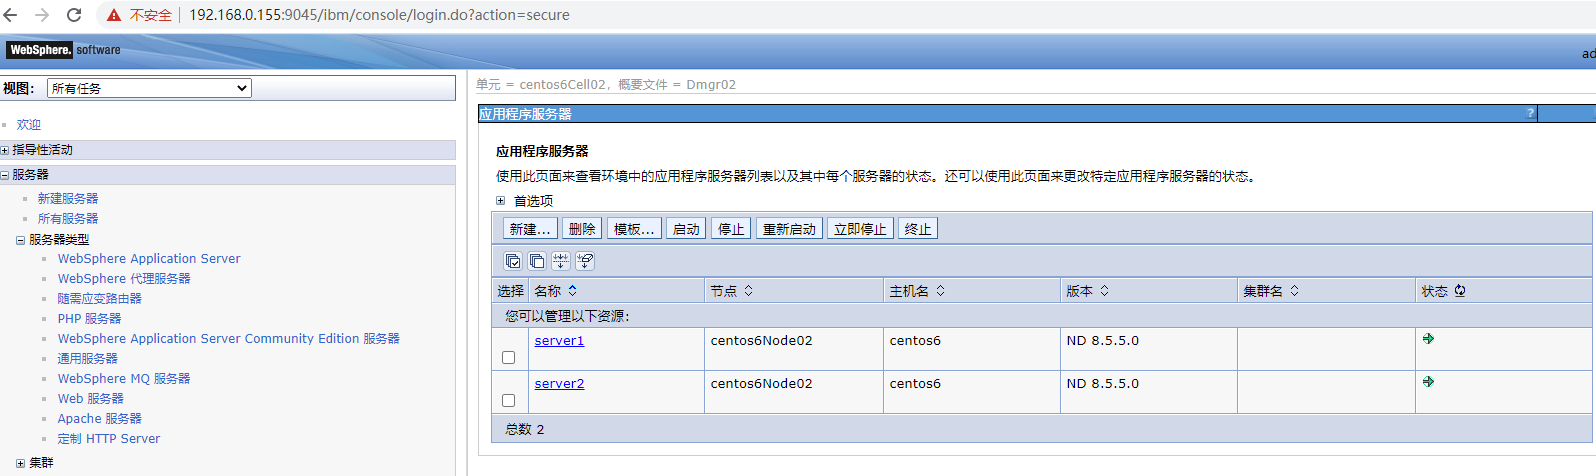 不安全 192.168.0.155:9045/ibm/console/login.do?action=secure
WebSphere. software
ad
视图： 所有任务
欢迎
指导性活动
服务器
新建服务器
所有服务器
服务器类型
WebSphere Application Server
WebSphere 代理服务器
随需应变路由器
PHP 服务器
WebSphere Application Server Community Edition 服务器
通用服务器
WebSphere MQ 服务器
Web 服务器
Apache 服务器
定制 HTTP Server
集群
单元 = centos6Cell02，概要文件 = Dmgr02
应用程序服务器 ?
应用程序服务器
使用此页面来查看环境中的应用程序服务器列表以及其中每个服务器的状态。还可以使用此页面来更改特定应用程序服务器的状态。
首选项
新建... 删除 模板... 启动 停止 重新启动 立即停止 终止
选择 名称 节点 主机名 版本 集群名 状态
您可以管理以下资源：
server1 centos6Node02 centos6 ND 8.5.5.0
server2 centos6Node02 centos6 ND 8.5.5.0
总数 2